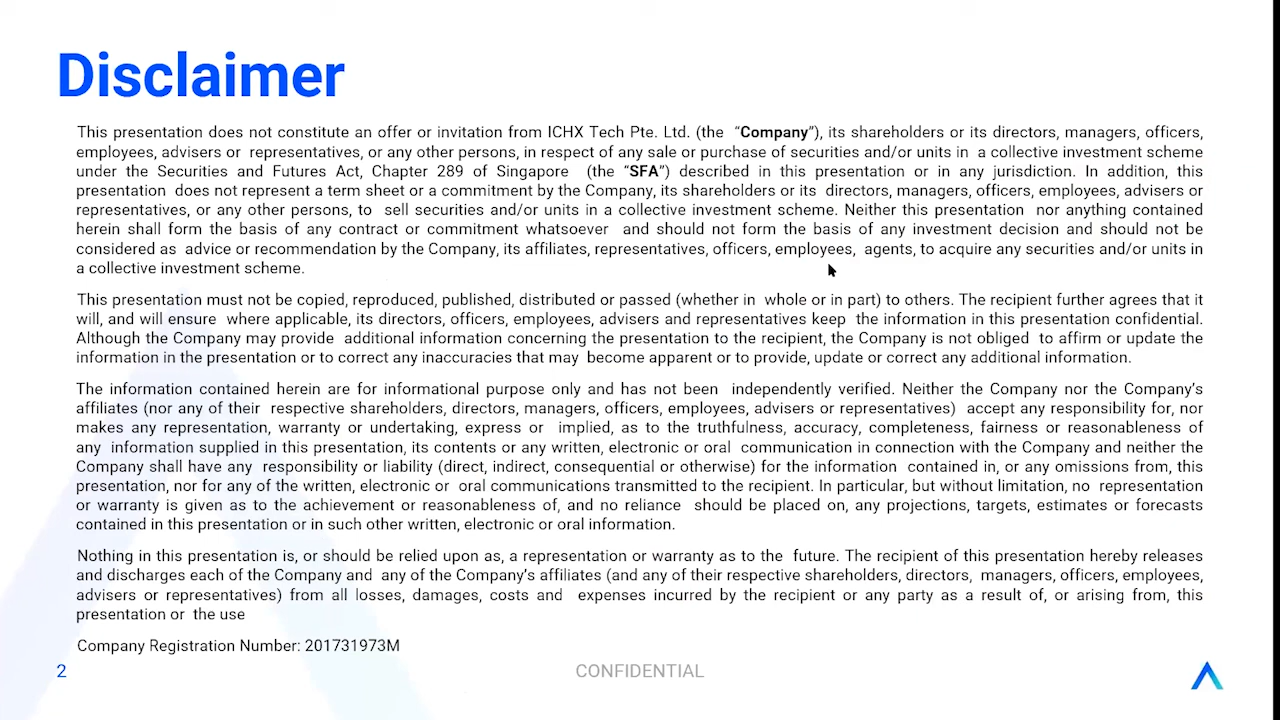 Disclaimer
This presentation does not constitute an offer or invitation from ICHX Tech Pte. Ltd. (the “Company”), its shareholders or its directors, managers, officers,
employees, advisers or representatives, or any other persons, in respect of any sale or purchase of securities and/or units in a collective investment scheme
under the Securities and Futures Act, Chapter 289 of Singapore (the “SFA”) described in this presentation or in any jurisdiction. In addition, this
presentation does not represent a term sheet or a commitment by the Company, its shareholders or its directors, managers, officers, employees, advisers or
representatives, or any other persons, to sell securities and/or units in a collective investment scheme. Neither this presentation nor anything contained
herein shall form the basis of any contract or commitment whatsoever and should not form the basis of any investment decision and should not be
considered as advice or recommendation by the Company, its affiliates, representatives, officers, employees, agents, to acquire any securities and/or units in
a collective investment scheme.
This presentation must not be copied, reproduced, published, distributed or passed (whether in whole or in part) to others. The recipient further agrees that it
will, and will ensure where applicable, its directors, officers, employees, advisers and representatives keep the information in this presentation confidential.
Although the Company may provide additional information concerning the presentation to the recipient, the Company is not obliged to affirm or update the
information in the presentation or to correct any inaccuracies that may become apparent or to provide, update or correct any additional information.
The information contained herein are for informational purpose only and has not been independently verified. Neither the Company nor the Company’s
affiliates (nor any of their respective shareholders, directors, managers, officers, employees, advisers or representatives) accept any responsibility for, nor
makes any representation, warranty or undertaking, express or implied, as to the truthfulness, accuracy, completeness, fairness or reasonableness of
any information supplied in this presentation, its contents or any written, electronic or oral communication in connection with the Company and neither the
Company shall have any responsibility or liability (direct, indirect, consequential or otherwise) for the information contained in, or any omissions from, this
presentation, nor for any of the written, electronic or oral communications transmitted to the recipient. In particular, but without limitation, no representation
or warranty is given as to the achievement or reasonableness of, and no reliance should be placed on, any projections, targets, estimates or forecasts
contained in this presentation or in such other written, electronic or oral information.
Nothing in this presentation is, or should be relied upon as, a representation or warranty as to the future. The recipient of this presentation hereby releases
and discharges each of the Company and any of the Company’s affiliates (and any of their respective shareholders, directors, managers, officers, employees,
advisers or representatives) from all losses, damages, costs and expenses incurred by the recipient or any party as a result of, or arising from, this
presentation or the use
Company Registration Number: 201731973M
2
CONFIDENTIAL